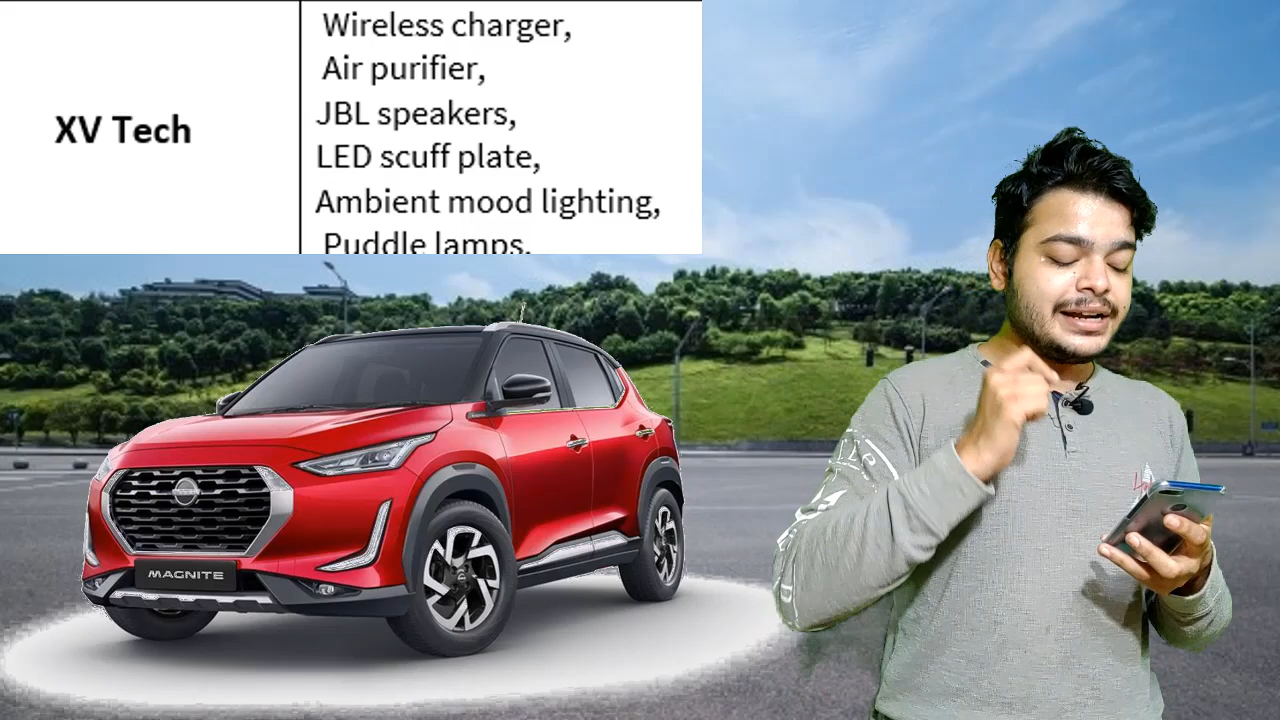 XV Tech
Wireless charger,
Air purifier,
JBL speakers,
LED scuff plate,
Ambient mood lighting,
Puddle lamps,
MAGNITE